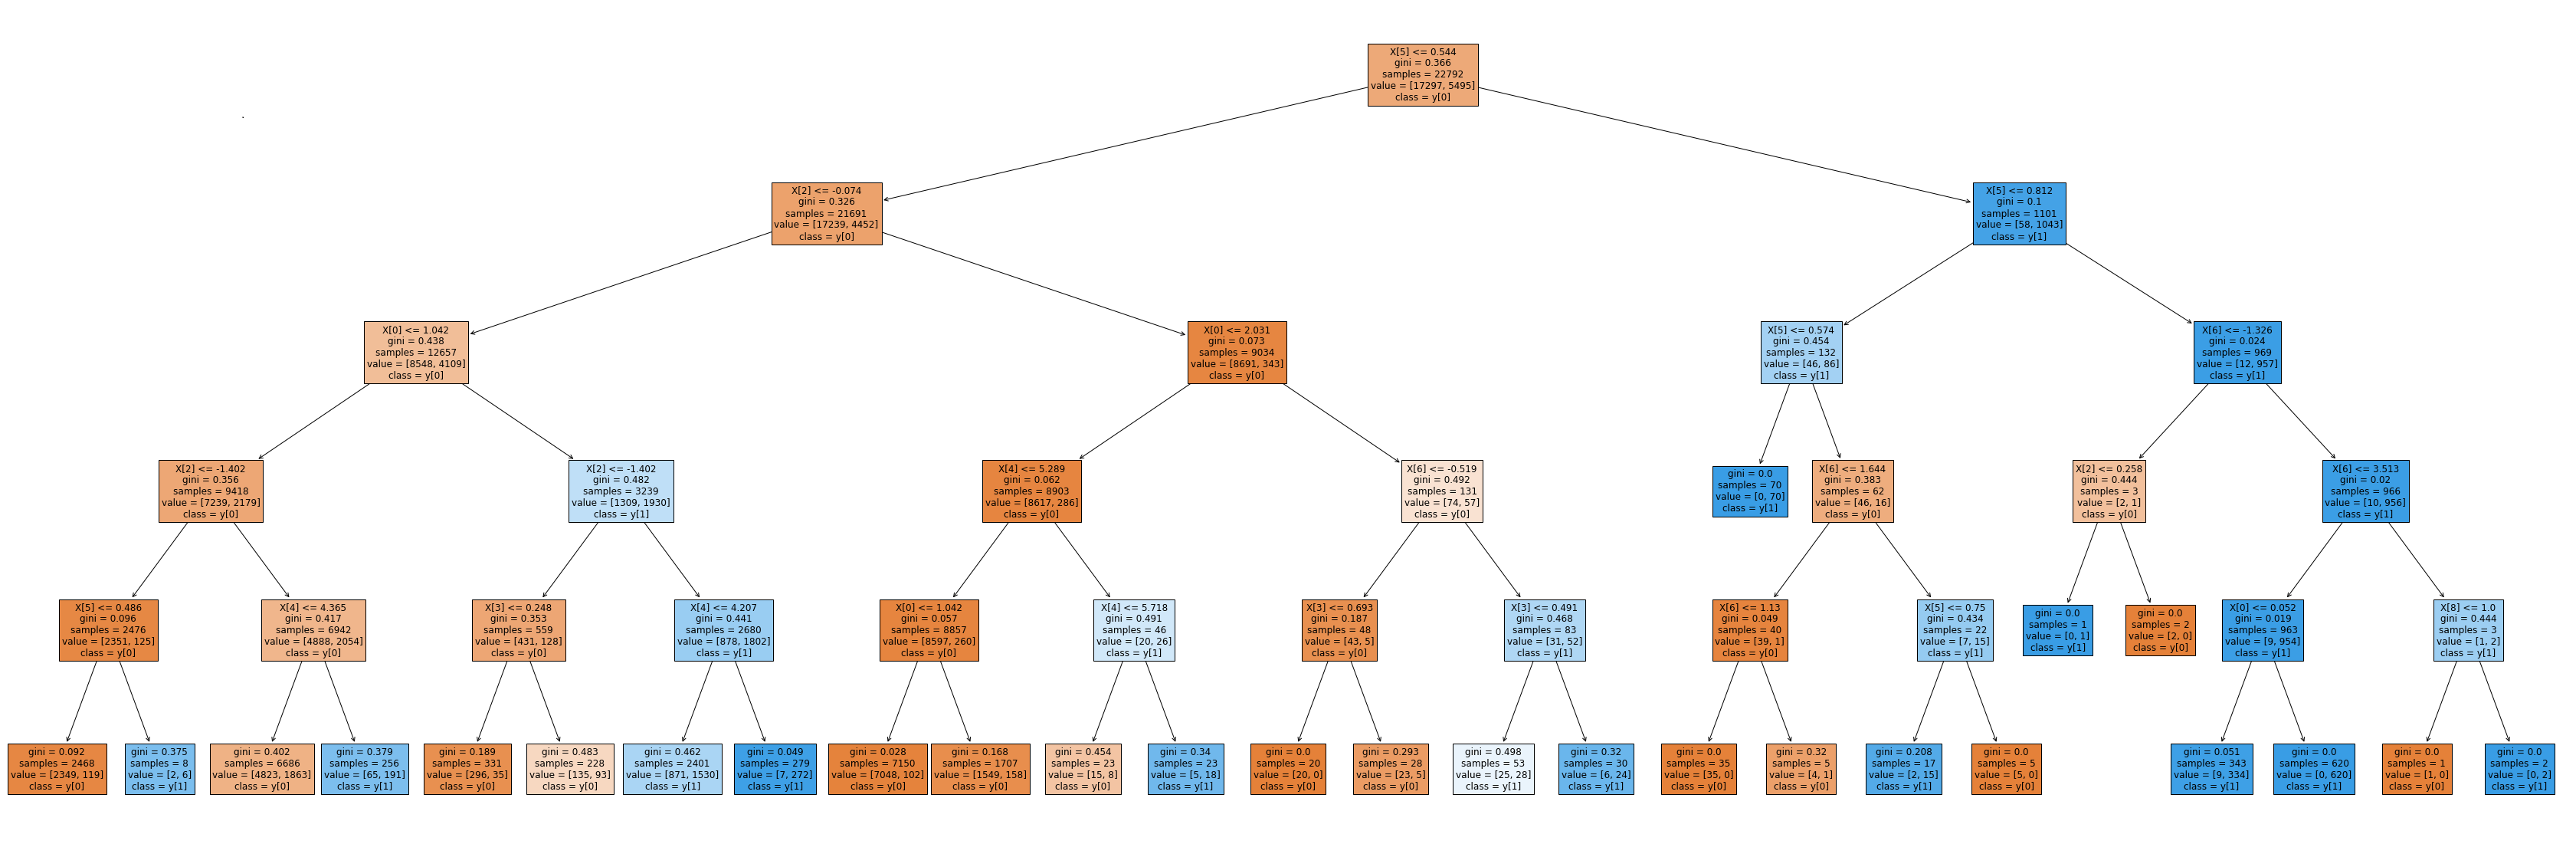 X[5] <= 0.544
gini = 0.366
samples = 22792
value = [17297, 5495]
class = y[0]
X[2] <= -0.074
gini = 0.326
samples = 21691
value = [17239, 4452]
class = y[0]
X[5] <= 0.812
gini = 0.1
samples = 1101
value = [58, 1043]
class = y[1]
X[0] <= 1.042
gini = 0.438
samples = 12657
value = [8548, 4109]
class = y[0]
X[0] <= 2.031
gini = 0.073
samples = 9034
value = [8691, 343]
class = y[0]
X[5] <= 0.574
gini = 0.454
samples = 132
value = [46, 86]
class = y[1]
X[6] <= -1.326
gini = 0.024
samples = 969
value = [12, 957]
class = y[1]
X[2] <= -1.402
gini = 0.356
samples = 9418
value = [7239, 2179]
class = y[0]
X[2] <= -1.402
gini = 0.482
samples = 3239
value = [1309, 1930]
class = y[1]
X[4] <= 5.289
gini = 0.062
samples = 8903
value = [8617, 286]
class = y[0]
X[6] <= -0.519
gini = 0.492
samples = 131
value = [74, 57]
class = y[0]
gini = 0.0
samples = 70
value = [0, 70]
class = y[1]
X[6] <= 1.644
gini = 0.383
samples = 62
value = [46, 16]
class = y[0]
X[2] <= 0.258
gini = 0.444
samples = 3
value = [2, 1]
class = y[0]
X[6] <= 3.513
gini = 0.02
samples = 966
value = [10, 956]
class = y[1]
X[5] <= 0.486
gini = 0.096
samples = 2476
value = [2351, 125]
class = y[0]
X[4] <= 4.365
gini = 0.417
samples = 6942
value = [4888, 2054]
class = y[0]
X[3] <= 0.248
gini = 0.353
samples = 559
value = [431, 128]
class = y[0]
X[4] <= 4.207
gini = 0.441
samples = 2680
value = [878, 1802]
class = y[1]
X[0] <= 1.042
gini = 0.057
samples = 8857
value = [8597, 260]
class = y[0]
X[4] <= 5.718
gini = 0.491
samples = 46
value = [20, 26]
class = y[1]
X[3] <= 0.693
gini = 0.187
samples = 48
value = [43, 5]
class = y[0]
X[3] <= 0.491
gini = 0.468
samples = 83
value = [31, 52]
class = y[1]
X[6] <= 1.13
gini = 0.049
samples = 40
value = [39, 1]
class = y[0]
X[5] <= 0.75
gini = 0.434
samples = 22
value = [7, 15]
class = y[1]
gini = 0.0
samples = 1
value = [0, 1]
class = y[1]
gini = 0.0
samples = 2
value = [2, 0]
class = y[0]
X[0] <= 0.052
gini = 0.019
samples = 963
value = [9, 954]
class = y[1]
X[8] <= 1.0
gini = 0.444
samples = 3
value = [1, 2]
class = y[1]
gini = 0.092
samples = 2468
value = [2349, 119]
class = y[0]
gini = 0.375
samples = 8
value = [2, 6]
class = y[1]
gini = 0.402
samples = 6686
value = [4823, 1863]
class = y[0]
gini = 0.379
samples = 256
value = [65, 191]
class = y[1]
gini = 0.189
samples = 331
value = [296, 35]
class = y[0]
gini = 0.483
samples = 228
value = [135, 93]
class = y[0]
gini = 0.462
samples = 2401
value = [871, 1530]
class = y[1]
gini = 0.049
samples = 279
value = [7, 272]
class = y[1]
gini = 0.028
samples = 7150
value = [7048, 102]
class = y[0]
gini = 0.168
samples = 1707
value = [1549, 158]
class = y[0]
gini = 0.454
samples = 23
value = [15, 8]
class = y[0]
gini = 0.34
samples = 23
value = [5, 18]
class = y[1]
gini = 0.0
samples = 20
value = [20, 0]
class = y[0]
gini = 0.293
samples = 28
value = [23, 5]
class = y[0]
gini = 0.498
samples = 53
value = [25, 28]
class = y[1]
gini = 0.32
samples = 30
value = [6, 24]
class = y[1]
gini = 0.0
samples = 35
value = [35, 0]
class = y[0]
gini = 0.32
samples = 5
value = [4, 1]
class = y[0]
gini = 0.208
samples = 17
value = [2, 15]
class = y[1]
gini = 0.0
samples = 5
value = [5, 0]
class = y[0]
gini = 0.051
samples = 343
value = [9, 334]
class = y[1]
gini = 0.0
samples = 620
value = [0, 620]
class = y[1]
gini = 0.0
samples = 1
value = [1, 0]
class = y[0]
gini = 0.0
samples = 2
value = [0, 2]
class = y[1]